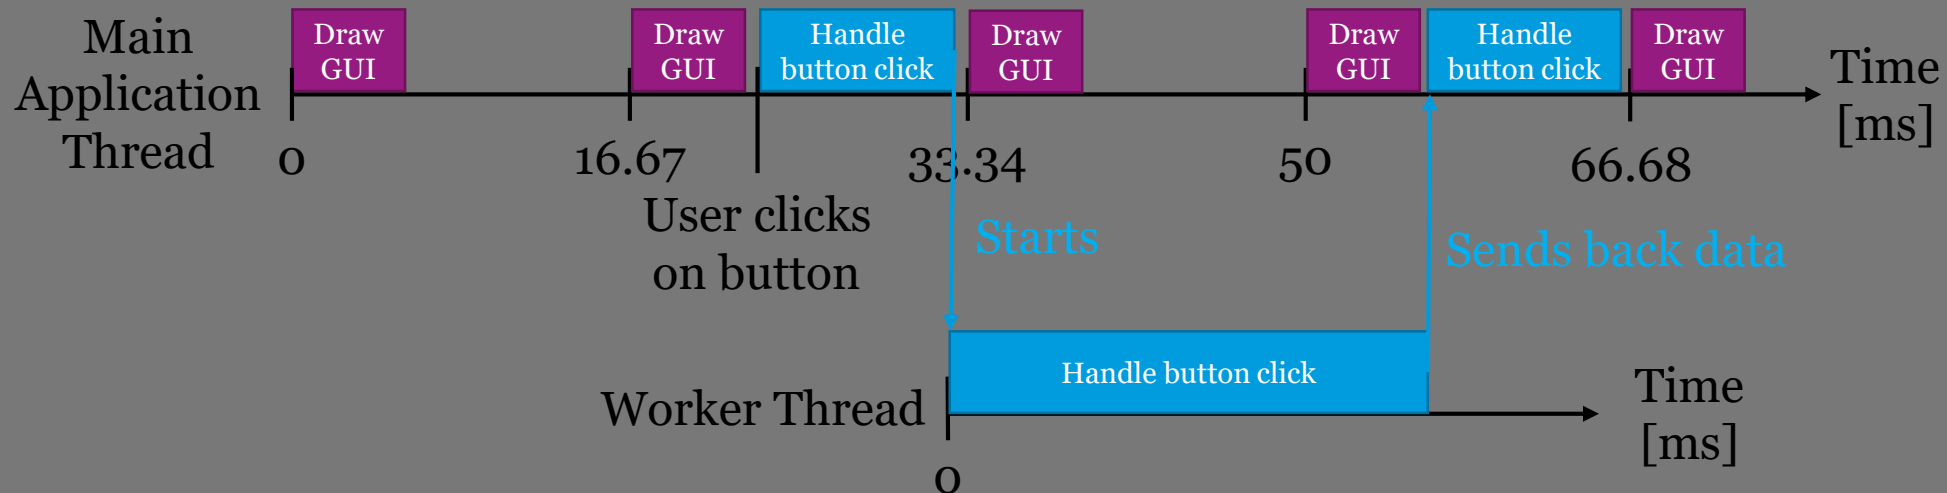 Main
Application
Thread
Draw
GUI
Draw
GUI
Handle
button click
Draw
GUI
Draw
GUI
Handle
button click
Draw
GUI
Time
[ms]
0
16.67
33.34
50
66.68
User clicks
on button
Starts
Sends back data
Worker Thread
Handle button click
Time
[ms]
0